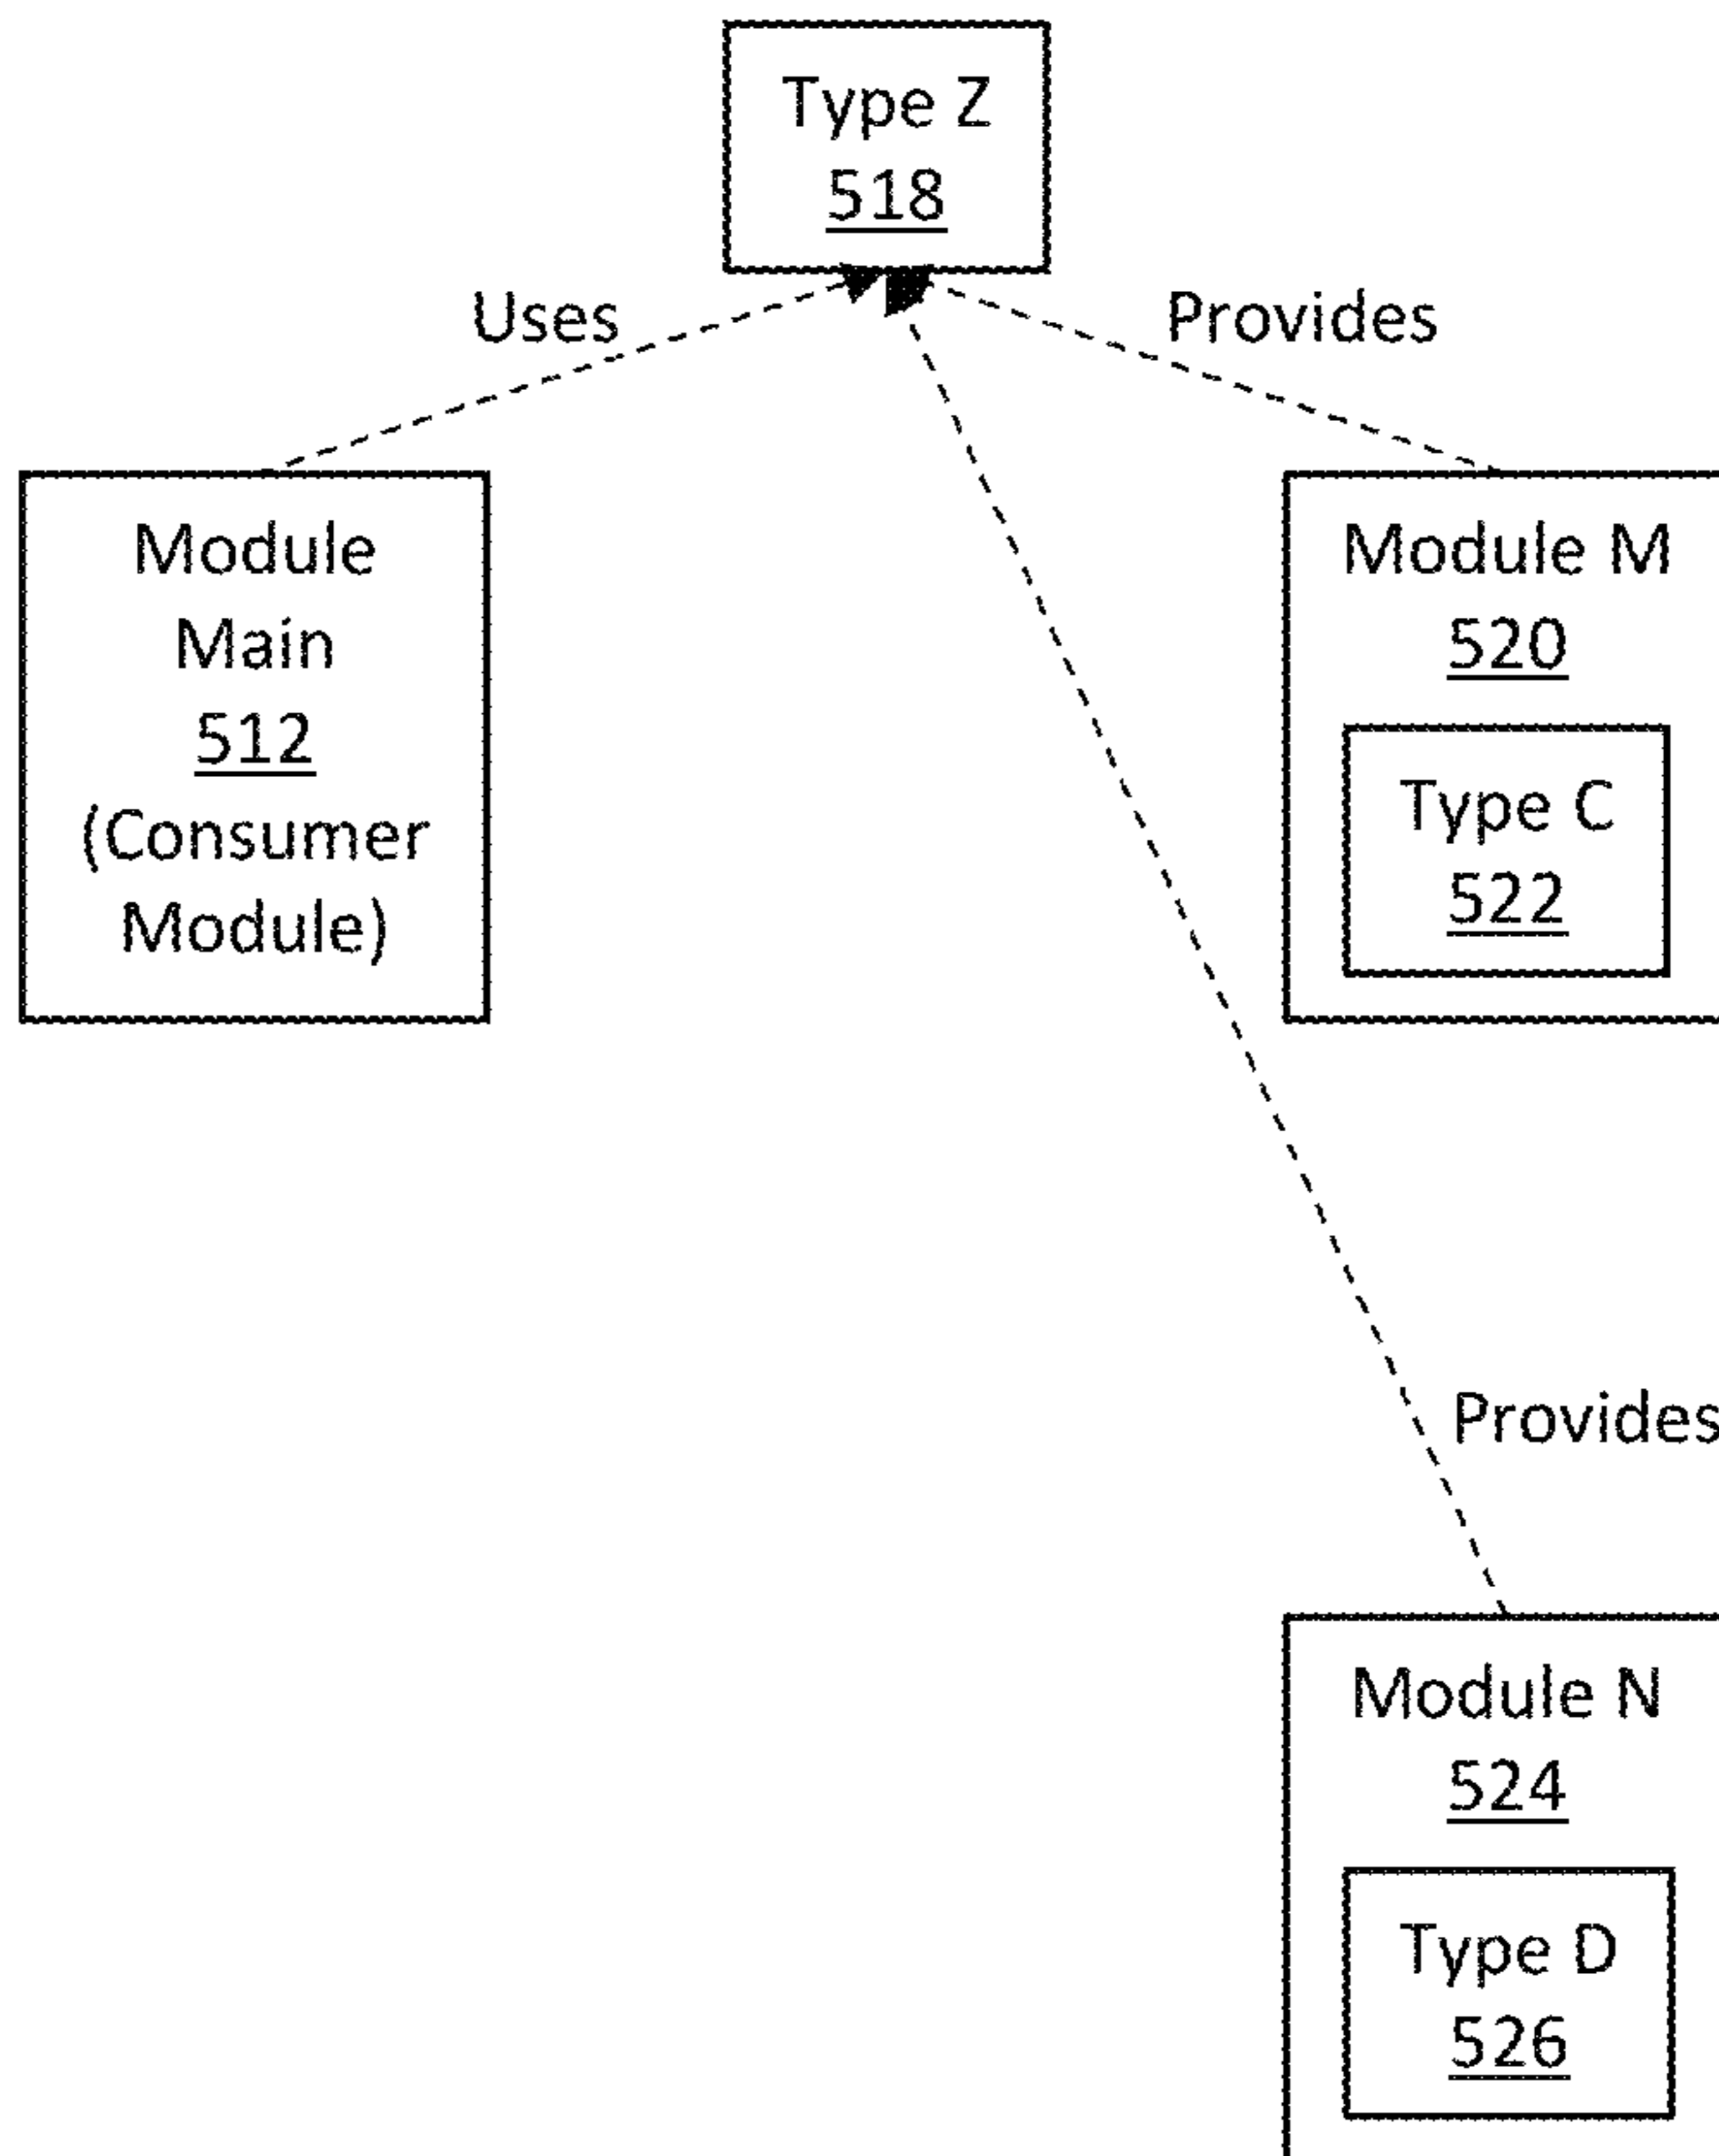 Type Z
518
Uses
Provides
Module
Main
512
(Consumer
Module)
Module M
520
Type C
522
Provides
Module N
524
Type D
526